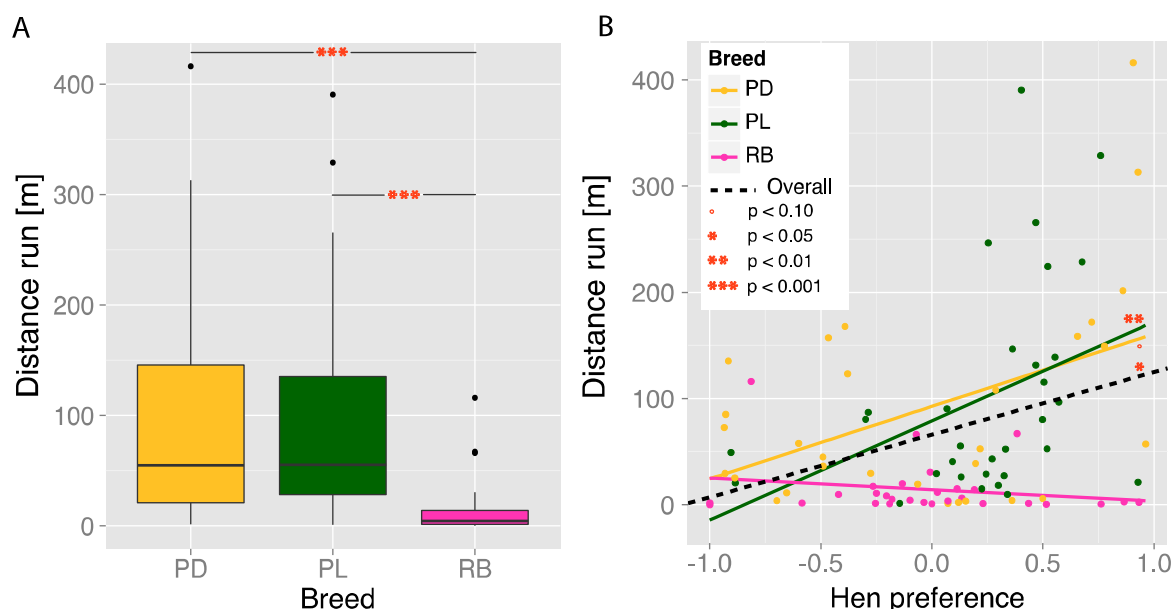 A
Distance run [m]
400
300
200
100
0
***
***
PD PL RB
Breed
B
Distance run [m]
400
300
200
100
0
Breed
PD
PL
RB
Overall
p < 0.10
* p < 0.05
** p < 0.01
*** p < 0.001
**
*
-1.0 -0.5 0.0 0.5 1.0
Hen preference